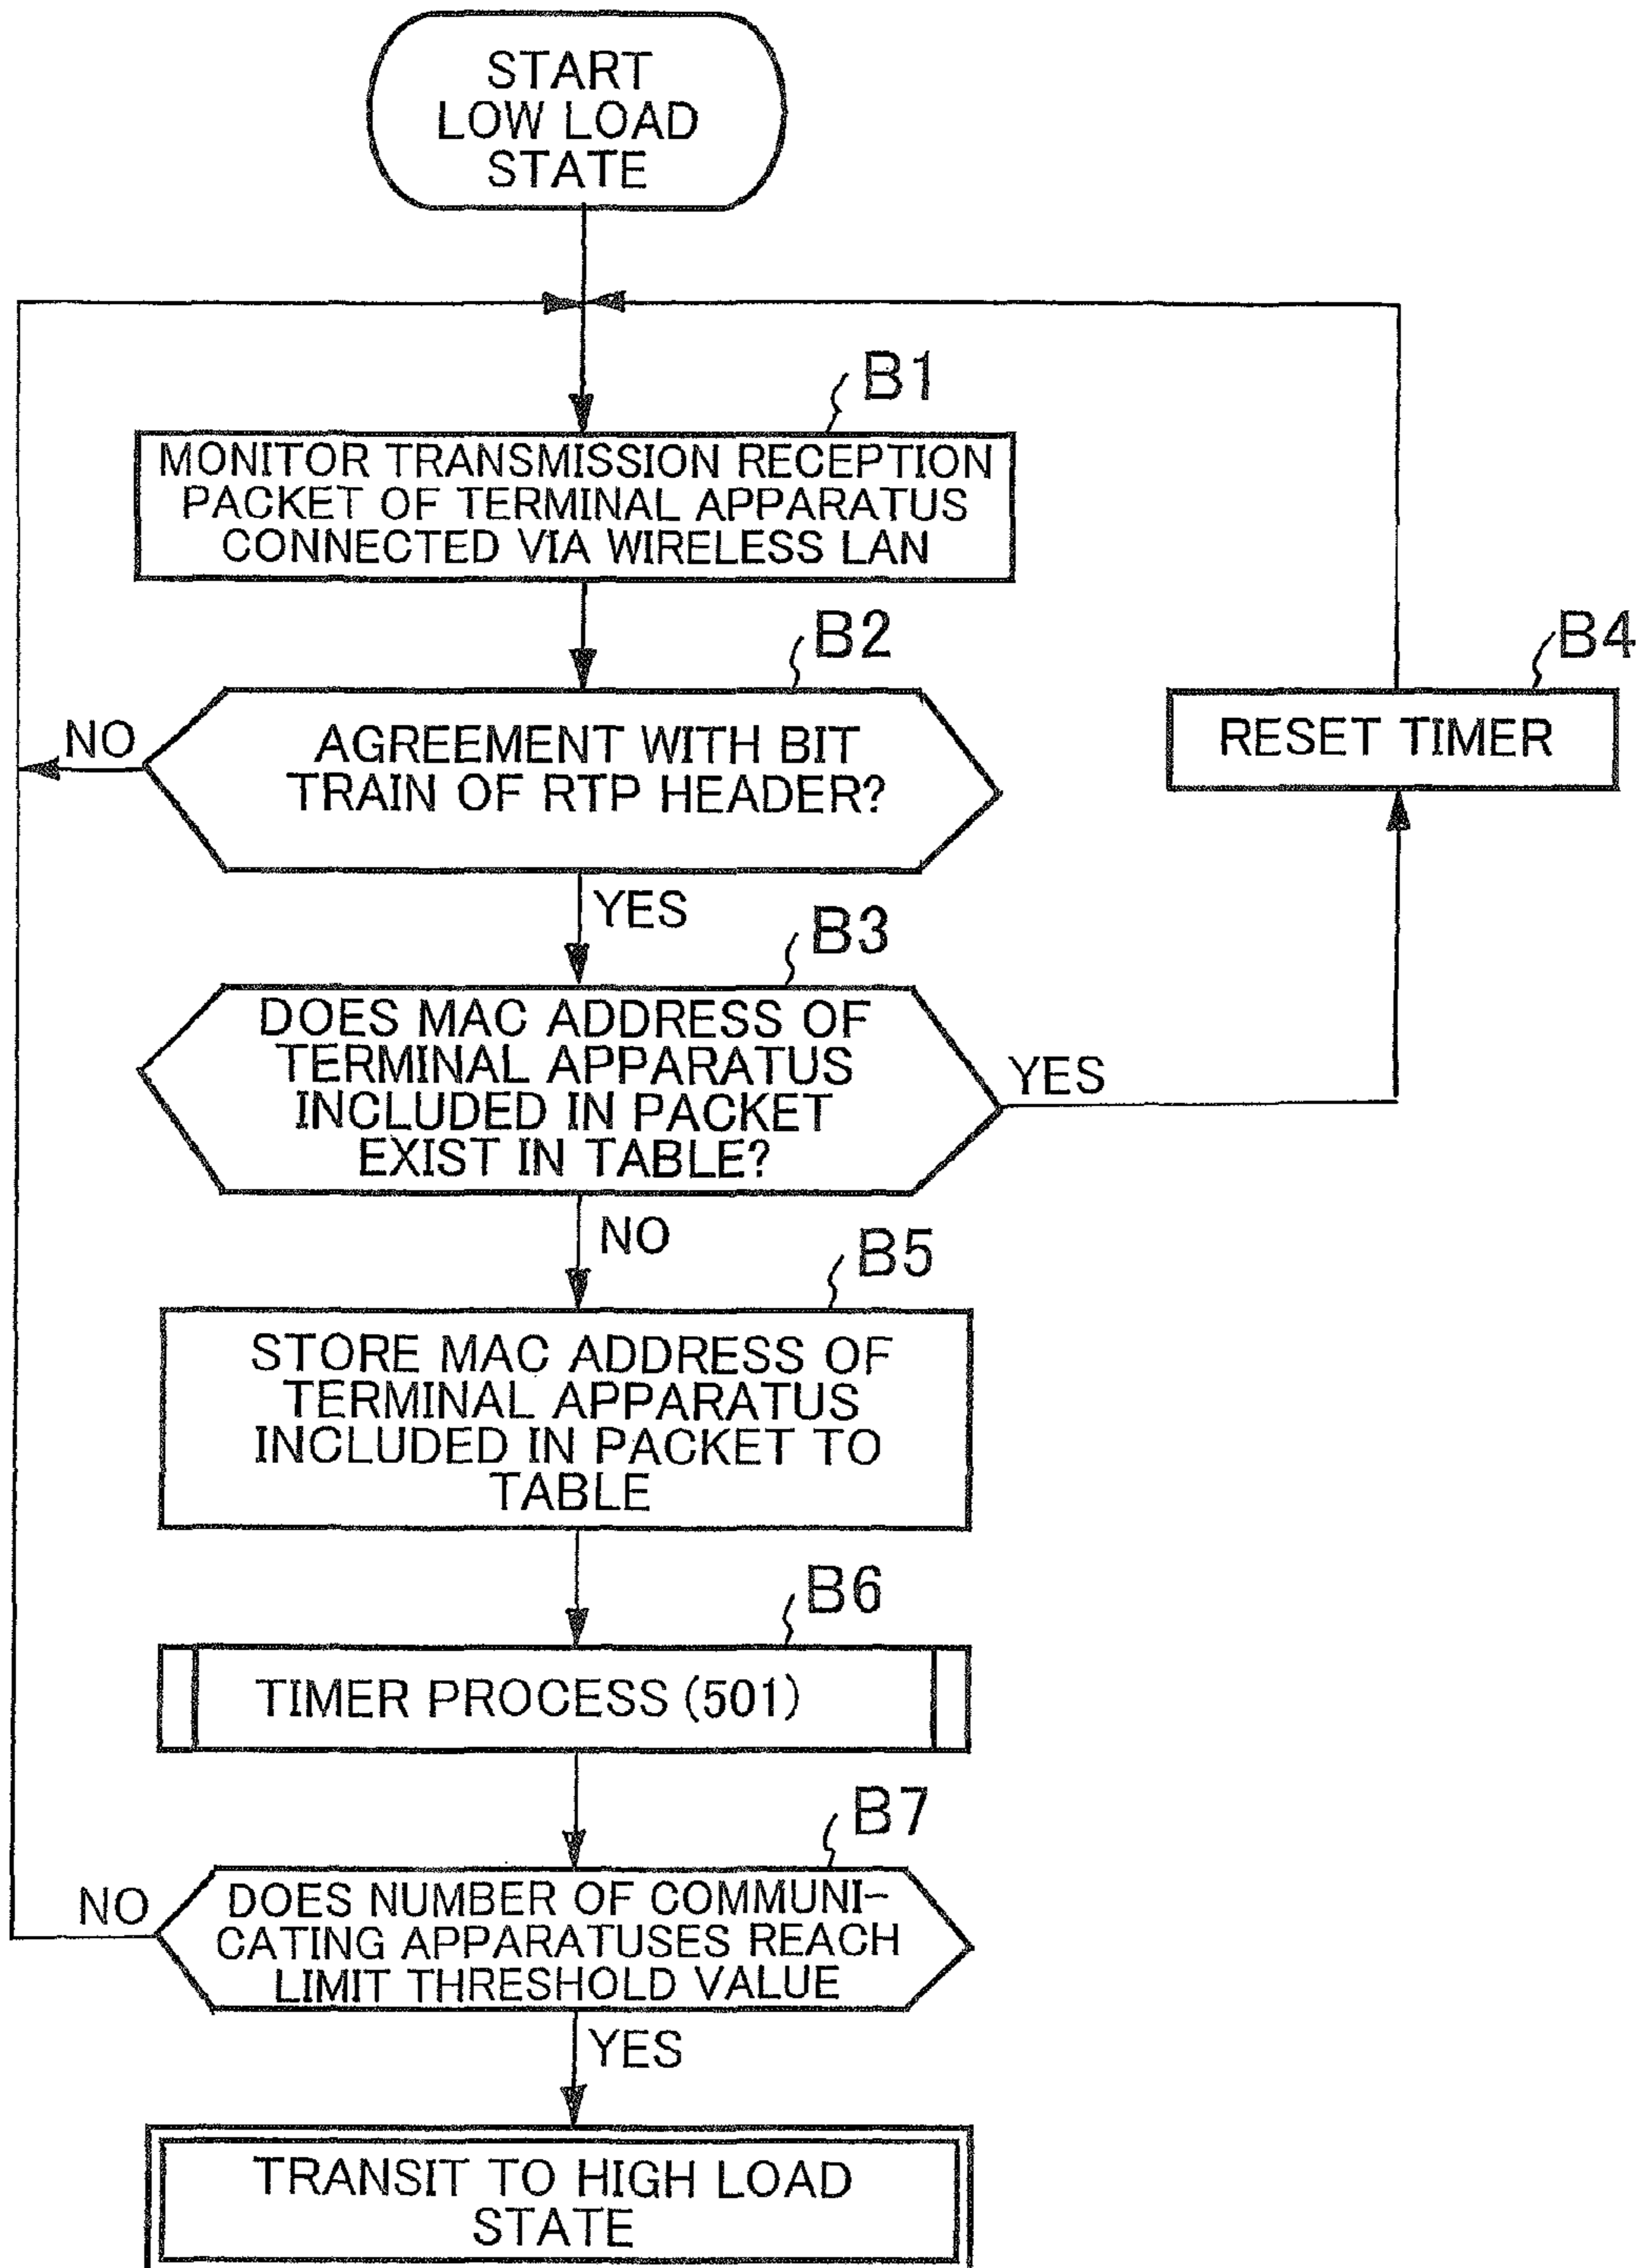 START
LOW LOAD
STATE
B1
MONITOR TRANSMISSION RECEPTION
PACKET OF TERMINAL APPARATUS
CONNECTED VIA WIRELESS LAN
B2
AGREEMENT WITH BIT
TRAIN OF RTP HEADER?
NO
YES
B4
RESET TIMER
B3
DOES MAC ADDRESS OF
TERMINAL APPARATUS
INCLUDED IN PACKET
EXIST IN TABLE?
YES
NO
B5
STORE MAC ADDRESS OF
TERMINAL APPARATUS
INCLUDED IN PACKET TO
TABLE
B6
TIMER PROCESS (501)
B7
DOES NUMBER OF COMMUNI-
CATING APPARATUSES REACH
LIMIT THRESHOLD VALUE
NO
YES
TRANSIT TO HIGH LOAD
STATE